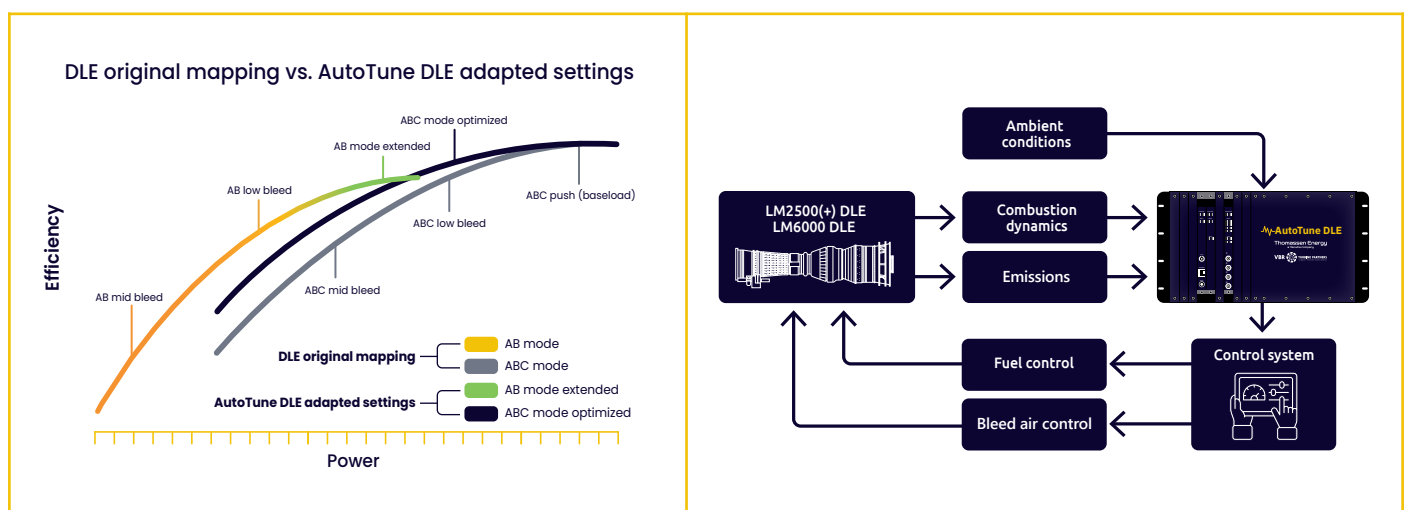 DLE original mapping vs. AutoTune DLE adapted settings
ABC mode optimized
AB mode extended
AB low bleed
ABC push (baseload)
ABC low bleed
Efficiency
AB mid bleed
ABC mid bleed
DLE original mapping
AB mode
ABC mode
AutoTune DLE adapted settings
AB mode extended
ABC mode optimized
Power
Ambient
conditions
LM2500(+) DLE
LM6000 DLE
Combustion
dynamics
Emissions
AutoTune DLE
Thomassen Energy
VBR
TURBINE PARTNERS
Control system
Fuel control
Bleed air control